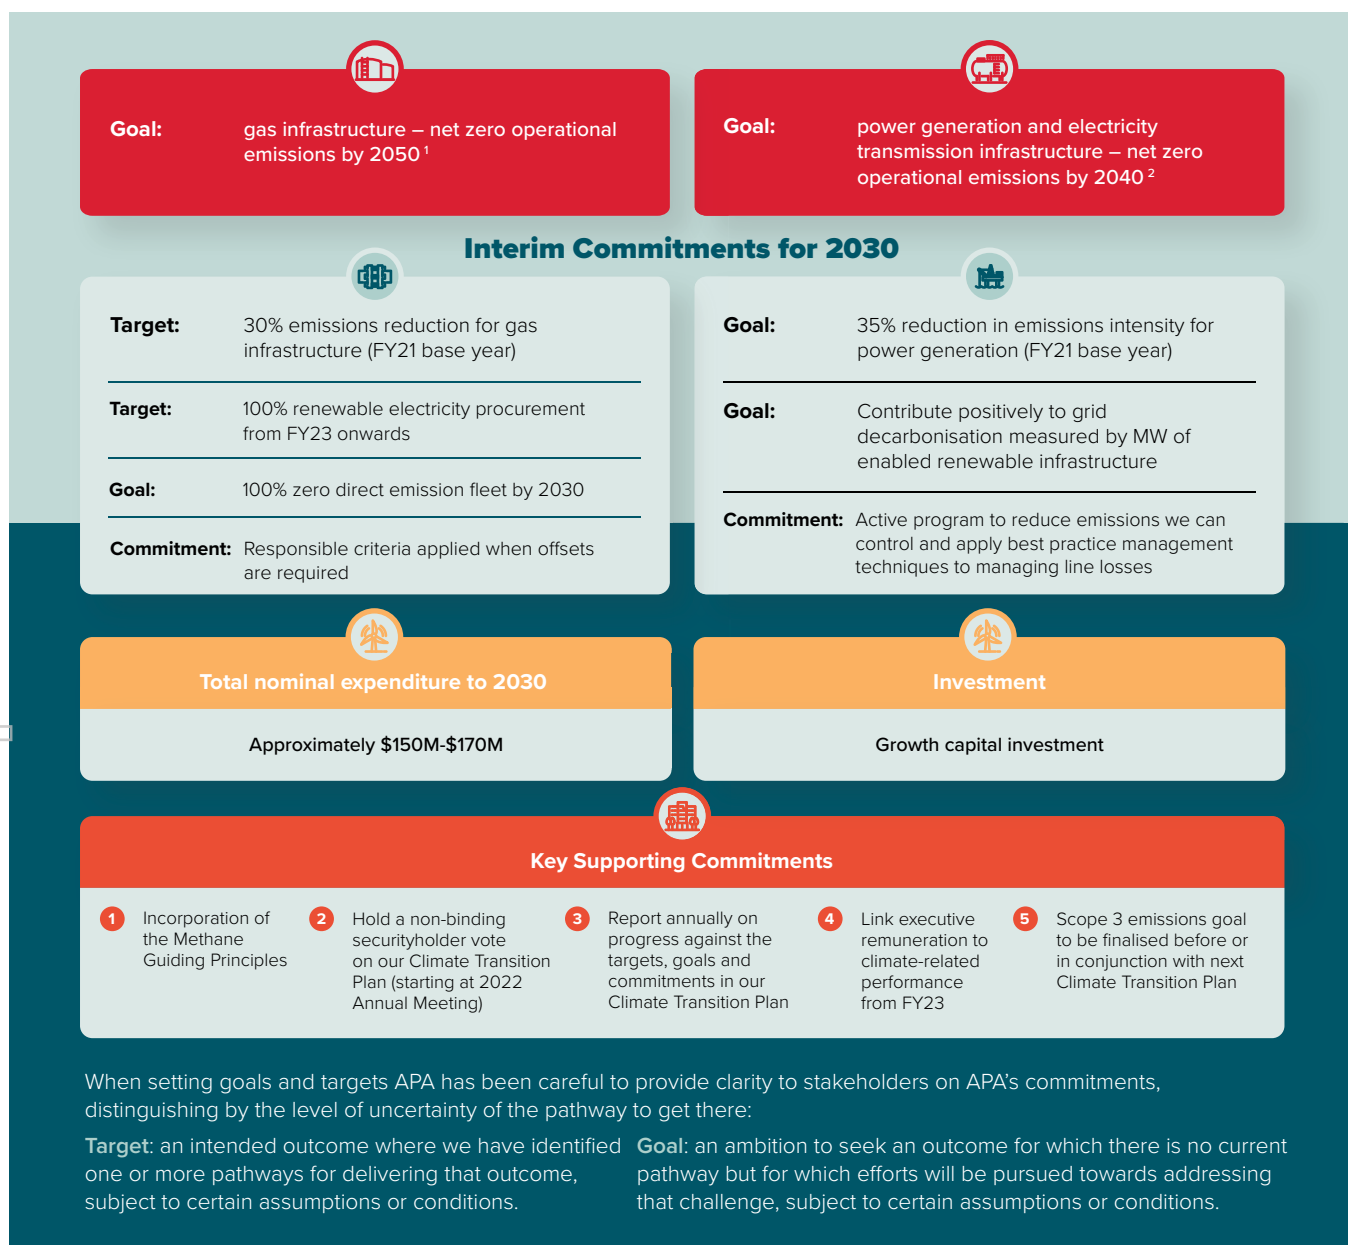 Goal: gas infrastructure – net zero operational
emissions by 2050 1
Goal: power generation and electricity
transmission infrastructure – net zero
operational emissions by 2040 2
Interim Commitments for 2030
Target: 30% emissions reduction for gas
infrastructure (FY21 base year)
Target: 100% renewable electricity procurement
from FY23 onwards
Goal: 100% zero direct emission fleet by 2030
Commitment: Responsible criteria applied when offsets
are required
Goal: 35% reduction in emissions intensity for
power generation (FY21 base year)
Goal: Contribute positively to grid
decarbonisation measured by MW of
enabled renewable infrastructure
Commitment: Active program to reduce emissions we can
control and apply best practice management
techniques to managing line losses
Total nominal expenditure to 2030
Approximately $150M-$170M
Investment
Growth capital investment
Key Supporting Commitments
1 Incorporation of
the Methane
Guiding Principles
2 Hold a non-binding
securityholder vote
on our Climate Transition
Plan (starting at 2022
Annual Meeting)
3 Report annually on
progress against the
targets, goals and
commitments in our
Climate Transition Plan
4 Link executive
remuneration to
climate-related
performance
from FY23
5 Scope 3 emissions goal
to be finalised before or
in conjunction with next
Climate Transition Plan
When setting goals and targets APA has been careful to provide clarity to stakeholders on APA's commitments,
distinguishing by the level of uncertainty of the pathway to get there:
Target: an intended outcome where we have identified
one or more pathways for delivering that outcome,
subject to certain assumptions or conditions.
Goal: an ambition to seek an outcome for which there is no current
pathway but for which efforts will be pursued towards addressing
that challenge, subject to certain assumptions or conditions.